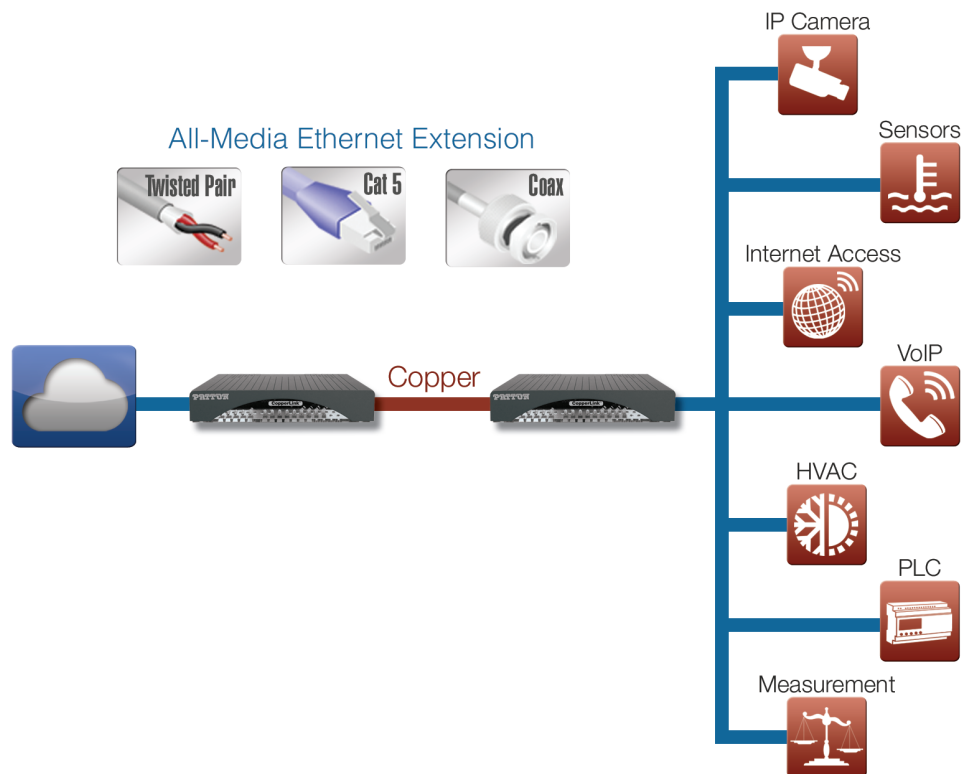 IP Camera
Sensors
All-Media Ethernet Extension
Twisted Pair
Cat 5
Coax
Internet Access
VoIP
Copper
PATTON
CopperLink
PATTON
CopperLink
HVAC
PLC
Measurement